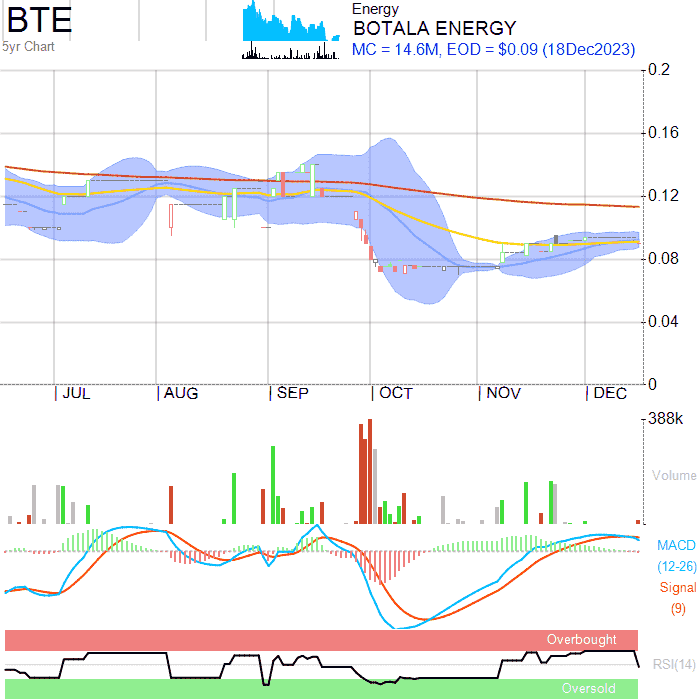 BTE
5yr Chart
Energy
BOTALA ENERGY
MC = 14.6M, EOD = $0.09 (18Dec2023)
0.2
0.16
0.12
0.08
0.04
0
JUL AUG SEP OCT NOV DEC
388k
Volume
MACD
(12-26)
Signal
(9)
Overbought
RSI(14)
Oversold